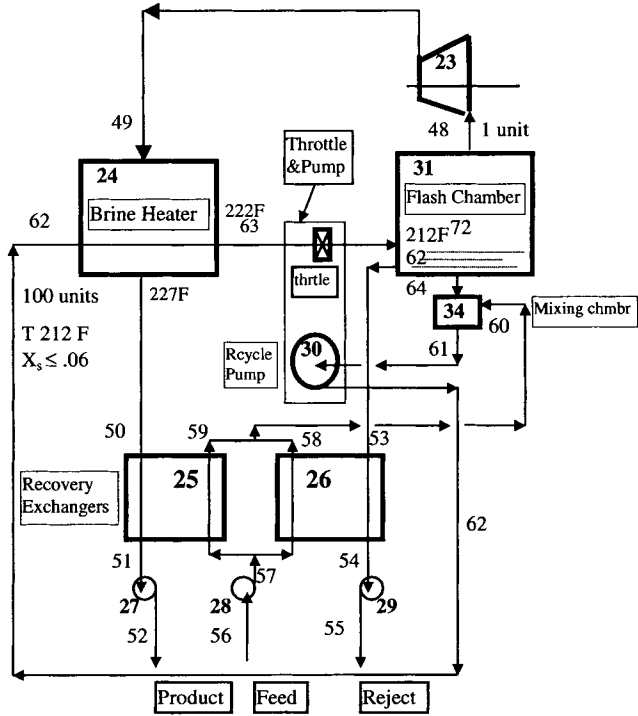 23
49
48
1 unit
Throttle
&Pump
24
31
Brine Heater
Flash Chamber
62
222F
63
212F 72
62
thrtle
64
227F
100 units
34
60
Mixing chmbr
T 212 F
Xs ≤ .06
61
Rcycle
Pump
30
50
59
58
53
25
26
Recovery
Exchangers
62
51
57
54
27
28
29
52
56
55
Product
Feed
Reject